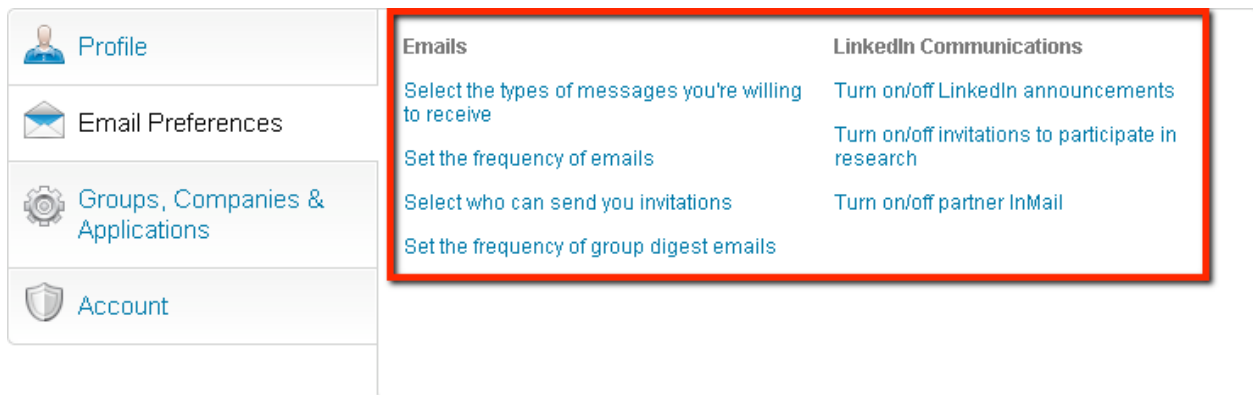 Profile
Email Preferences
Groups, Companies &
Applications
Account
Emails
Select the types of messages you're willing
to receive
Set the frequency of emails
Select who can send you invitations
Set the frequency of group digest emails
LinkedIn Communications
Turn on/off LinkedIn announcements
Turn on/off invitations to participate in
research
Turn on/off partner InMail